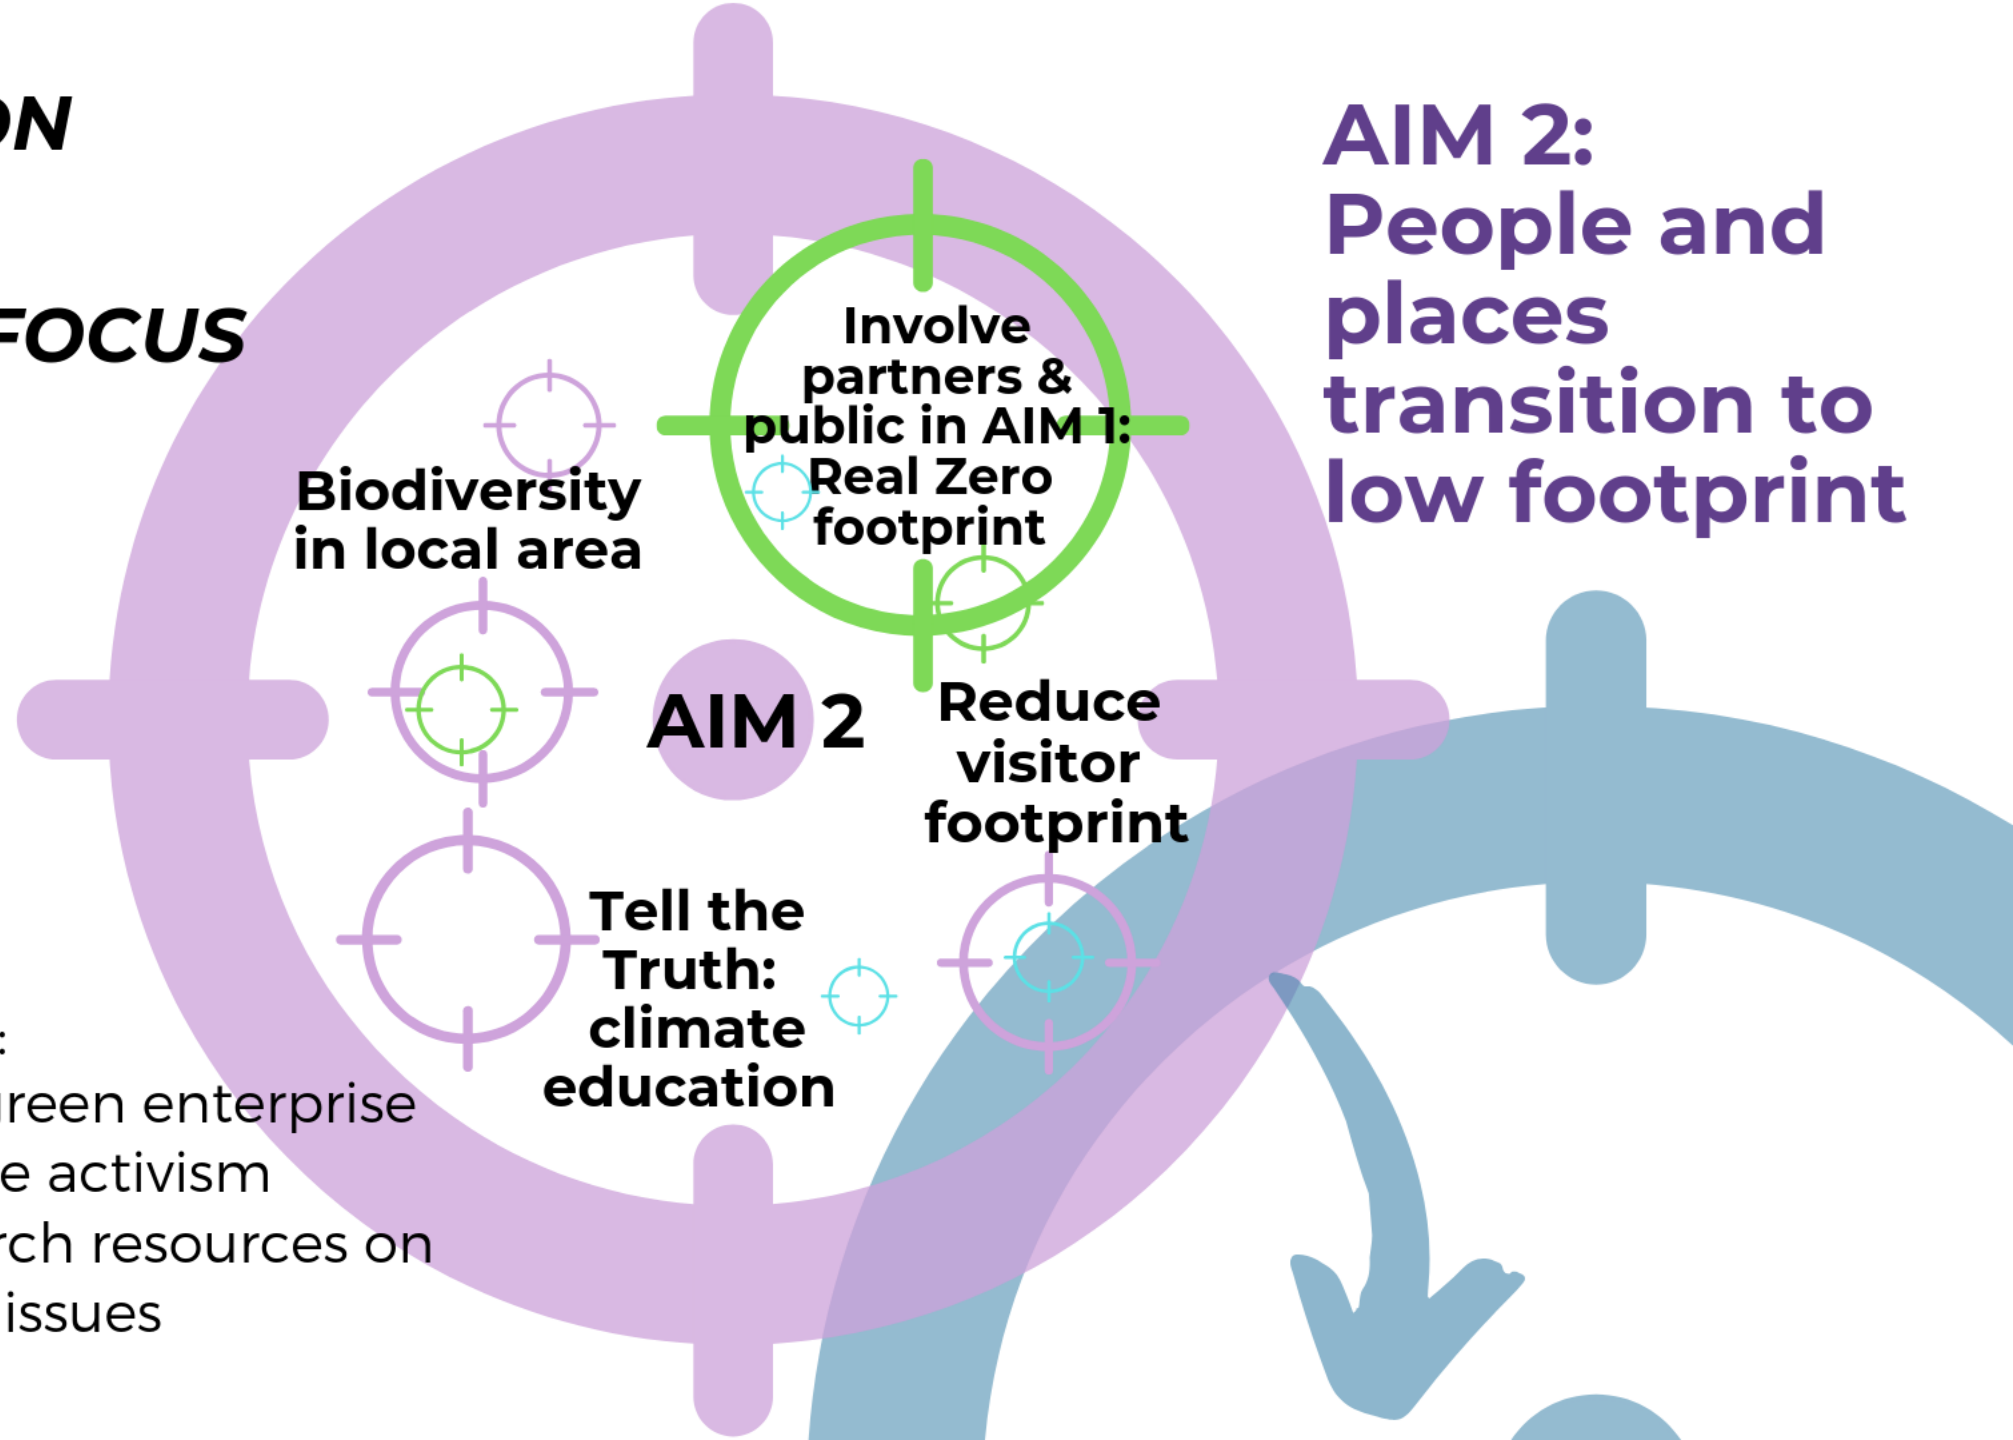 ON
FOCUS
AIM 2:
People and
places
transition to
low footprint
Involve
partners &
public in AIM 1:
Real Zero
footprint
Biodiversity
in local area
AIM 2
Reduce
visitor
footprint
Tell the
Truth:
climate
education
:
green enterprise
e activism
rch resources on
issues